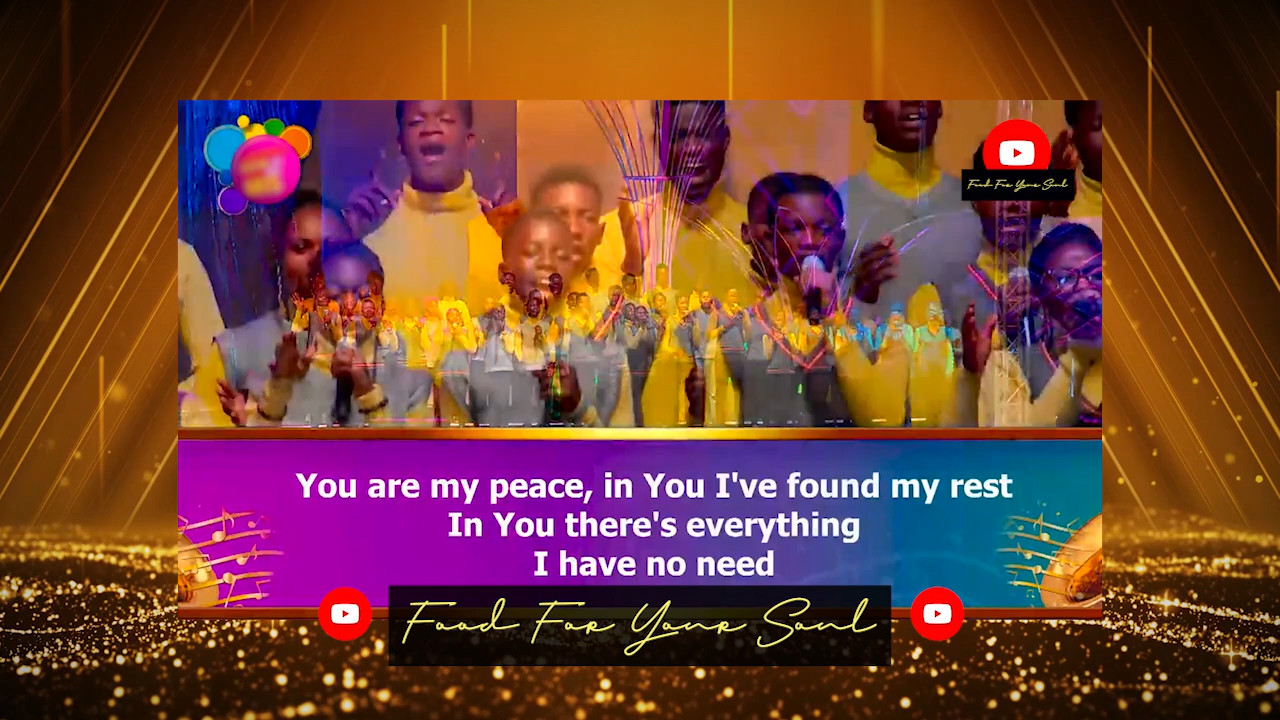 Food For Your Soul
You are my peace, in You I've found my rest
In You there's everything
I have no need
Food For Your Soul